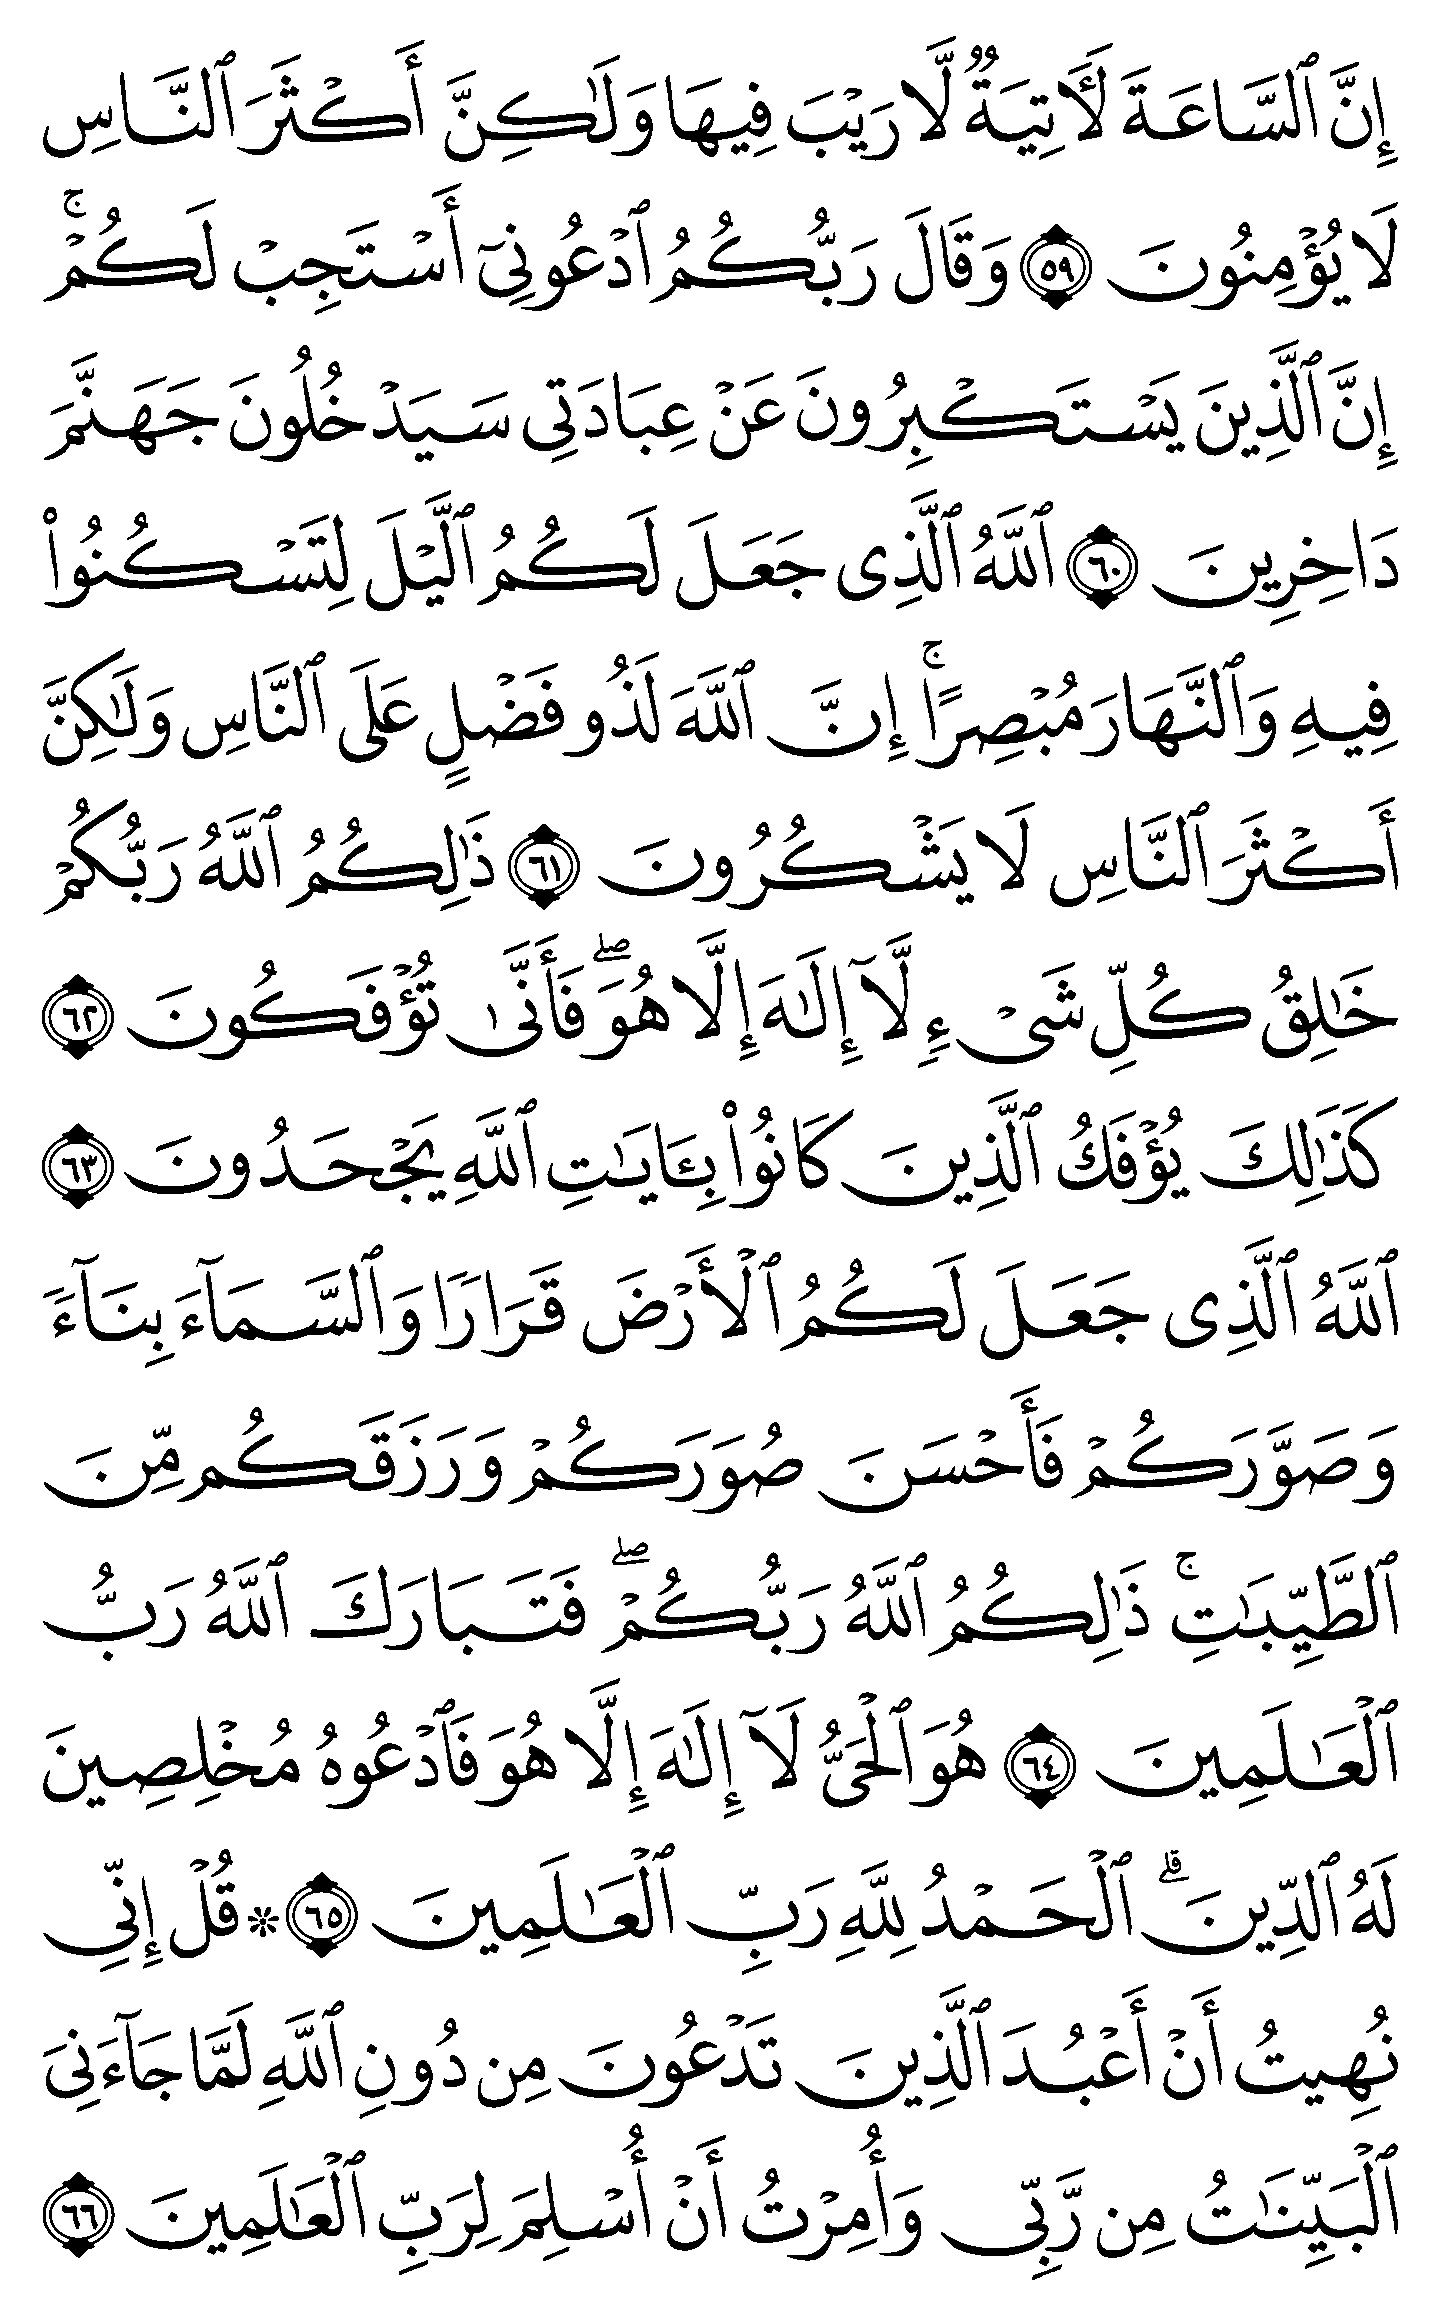 إِنَّ ٱلسَّاعَةَ لَأٓتِيَةٌ لَّا رَيۡبَ فِيهَا وَلَٰكِنَّ أَكۡثَرَ ٱلنَّاسِ
لَا يُؤۡمِنُونَ ٥٩ وَقَالَ رَبُّكُمُ ٱدۡعُونِيٓ أَسۡتَجِبۡ لَكُمۡۚ
إِنَّ ٱلَّذِينَ يَسۡتَكۡبِرُونَ عَنۡ عِبَادَتِي سَيَدۡخُلُونَ جَهَنَّمَ
دَاخِرِينَ ٦٠ ٱللَّهُ ٱلَّذِي جَعَلَ لَكُمُ ٱلَّيۡلَ لِتَسۡكُنُواْ
فِيهِ وَٱلنَّهَارَ مُبۡصِرًاۚ إِنَّ ٱللَّهَ لَذُو فَضۡلٍ عَلَى ٱلنَّاسِ وَلَٰكِنَّ
أَكۡثَرَ ٱلنَّاسِ لَا يَشۡكُرُونَ ٦١ ذَٰلِكُمُ ٱللَّهُ رَبُّكُمۡ
خَٰلِقُ كُلِّ شَيۡءٖ لَّآ إِلَٰهَ إِلَّا هُوَۖ فَأَنَّىٰ تُؤۡفَكُونَ ٦٢
كَذَٰلِكَ يُؤۡفَكُ ٱلَّذِينَ كَانُواْ بِـَٔايَٰتِ ٱللَّهِ يَجۡحَدُونَ ٦٣
ٱللَّهُ ٱلَّذِي جَعَلَ لَكُمُ ٱلۡأَرۡضَ قَرَارٗا وَٱلسَّمَآءَ بِنَآءٗ
وَصَوَّرَكُمۡ فَأَحۡسَنَ صُوَرَكُمۡ وَرَزَقَكُم مِّنَ
ٱلطَّيِّبَٰتِۚ ذَٰلِكُمُ ٱللَّهُ رَبُّكُمۡۖ فَتَبَارَكَ ٱللَّهُ رَبُّ
ٱلۡعَٰلَمِينَ ٦٤ هُوَ ٱلۡحَيُّ لَآ إِلَٰهَ إِلَّا هُوَ فَٱدۡعُوهُ مُخۡلِصِينَ
لَهُ ٱلدِّينَۗ ٱلۡحَمۡدُ لِلَّهِ رَبِّ ٱلۡعَٰلَمِينَ ٦٥ ۞ قُلۡ إِنِّي
نُهِيتُ أَنۡ أَعۡبُدَ ٱلَّذِينَ تَدۡعُونَ مِن دُونِ ٱللَّهِ لَمَّا جَآءَنِيَ
ٱلۡبَيِّنَٰتُ مِن رَّبِّي وَأُمِرۡتُ أَنۡ أُسۡلِمَ لِرَبِّ ٱلۡعَٰلَمِينَ ٦٦